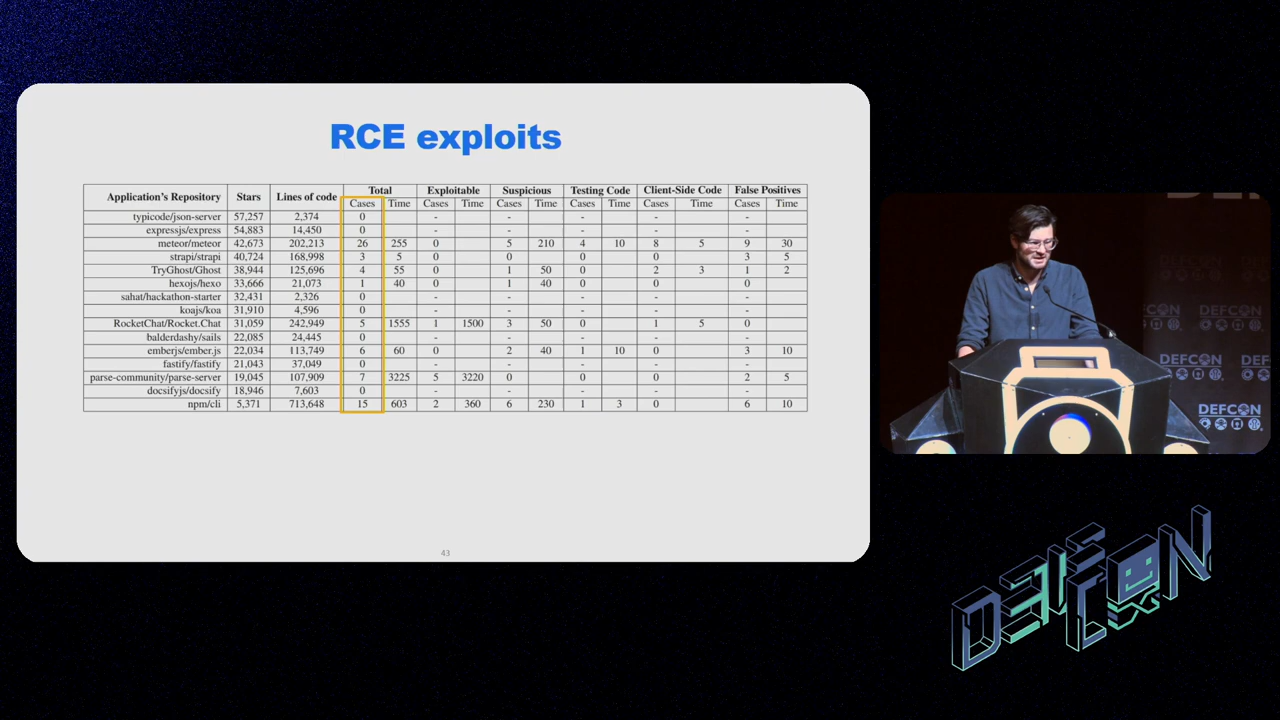 RCE exploits
Application's Repository Stars Lines of code Total Exploitable Suspicious Testing Code Client-Side Code False Positives
Cases Time Cases Time Cases Time Cases Time Cases Time Cases Time
typicode/json-server 57,257 2,374 0 - - - - -
expressjs/express 54,883 14,450 0 - - - - -
meteor/meteor 42,673 202,213 26 255 0 5 210 4 10 8 5 9 30
strapi/strapi 40,724 168,998 3 5 0 0 0 0 3 5
TryGhost/Ghost 38,944 125,696 4 55 0 1 50 0 2 3 1 2
hexojs/hexo 33,666 21,073 1 40 0 1 40 0 0 0
sahat/hackathon-starter 32,431 2,326 0 - - - - -
koajs/koa 31,910 4,596 0 - - - - -
RocketChat/Rocket.Chat 31,059 242,949 5 1555 1 1500 3 50 0 1 5 0
balderdashy/sails 22,085 24,445 0 - - - - -
emberjs/ember.js 22,034 113,749 6 60 0 2 40 1 10 0 3 10
fastify/fastify 21,043 37,049 0 - - - - -
parse-community/parse-server 19,045 107,909 7 3225 5 3220 0 0 0 2 5
docsifyjs/docsify 18,946 7,603 0 - - - - -
npm/cli 5,371 713,648 15 603 2 360 6 230 1 3 0 6 10
43
DEFCON
DEFCON
DEFCON
DEFCON
DEFCON